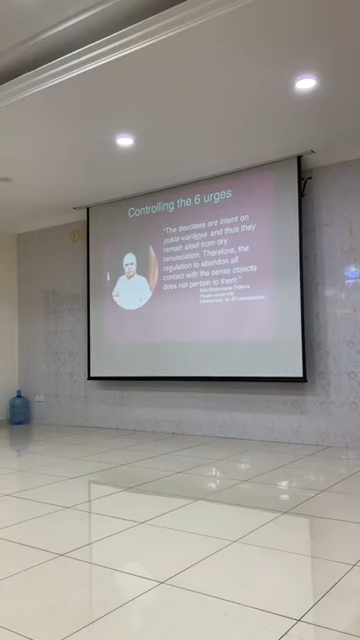 Controlling the 6 urges
"The devotees are intent on
yukta-vairāgya and thus they
remain aloof from dry
renunciation. Therefore, the
regulation to abandon all
contact with the sense objects
does not pertain to them."